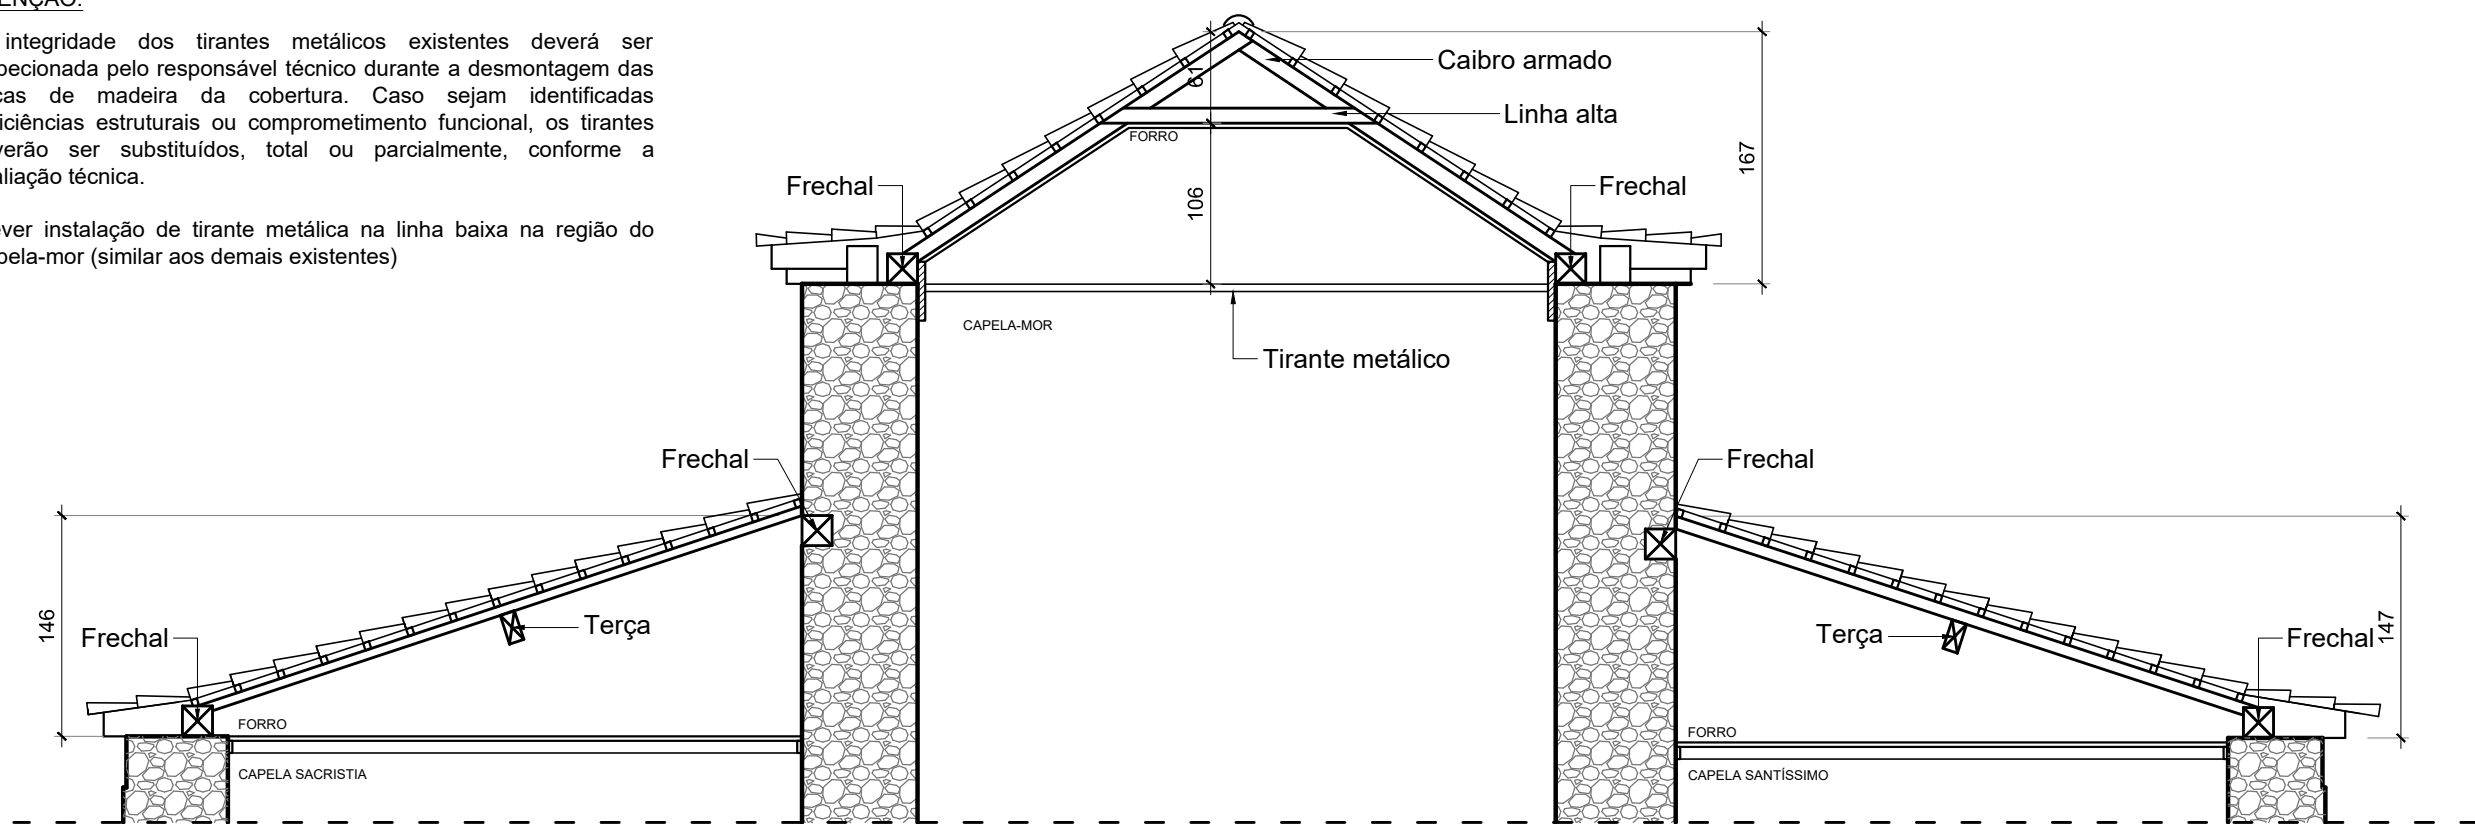 ENÇÃO:
integridade dos tirantes metálicos existentes deverá ser
pecionada pelo responsável técnico durante a desmontagem das
ças de madeira da cobertura. Caso sejam identificadas
iciências estruturais ou comprometimento funcional, os tirantes
verão ser substituídos, total ou parcialmente, conforme a
aliação técnica.
ever instalação de tirante metálica na linha baixa na região do
pela-mor (similar aos demais existentes)
Caibro armado
61
Linha alta
FORRO
167
Frechal
Frechal
106
CAPELA-MOR
Tirante metálico
Frechal
Frechal
146
Frechal
Terça
Terça
Frechal
147
FORRO
FORRO
CAPELA SACRISTIA
CAPELA SANTÍSSIMO